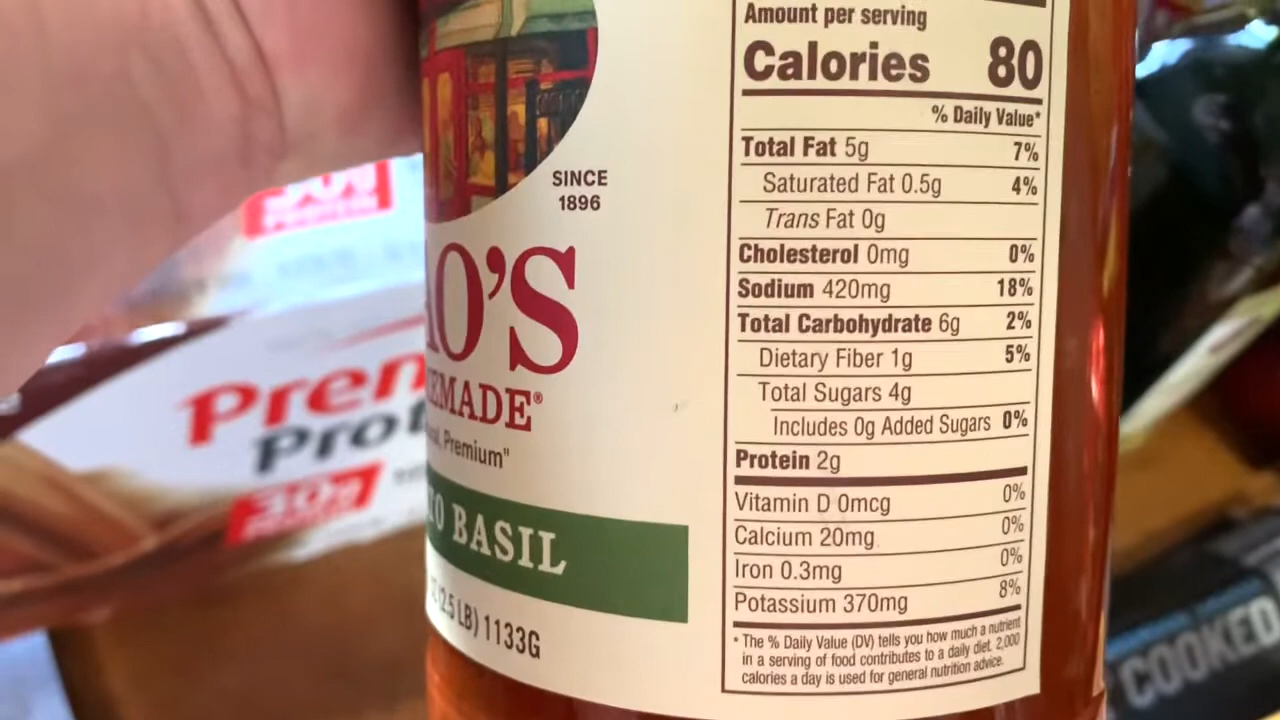 SINCE
1896
O'S
EMADE®
Premium"
BASIL
(2.5 LB) 1133G
Amount per serving
Calories 80
% Daily Value*
Total Fat 5g 7%
Saturated Fat 0.5g 4%
Trans Fat 0g
Cholesterol 0mg 0%
Sodium 420mg 18%
Total Carbohydrate 6g 2%
Dietary Fiber 1g 5%
Total Sugars 4g
Includes 0g Added Sugars 0%
Protein 2g
Vitamin D 0mcg 0%
Calcium 20mg 0%
Iron 0.3mg 0%
Potassium 370mg 8%
* The % Daily Value (DV) tells you how much a nutrient
in a serving of food contributes to a daily diet. 2,000
calories a day is used for general nutrition advice.
Prem
Prot
30g
COOKED